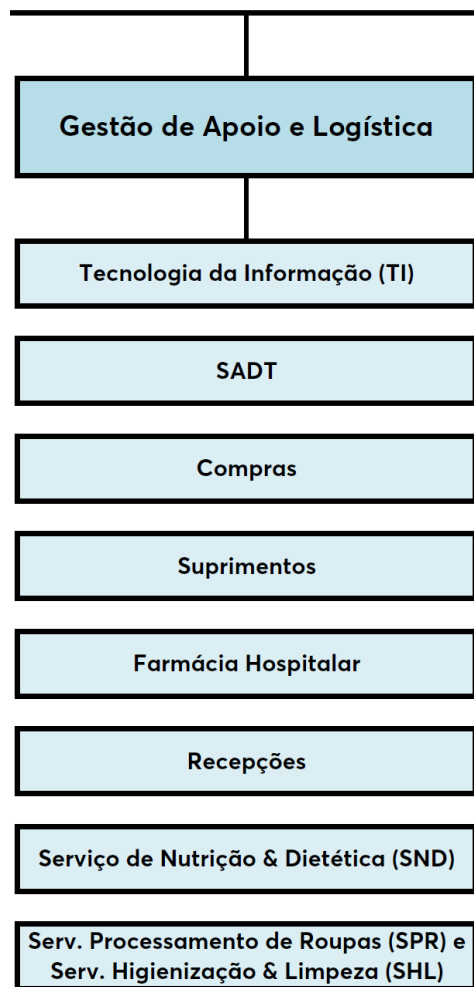 Gestão de Apoio e Logística
Tecnologia da Informação (TI)
SADT
Compras
Suprimentos
Farmácia Hospitalar
Recepções
Serviço de Nutrição & Dietética (SND)
Serv. Processamento de Roupas (SPR) e
Serv. Higienização & Limpeza (SHL)